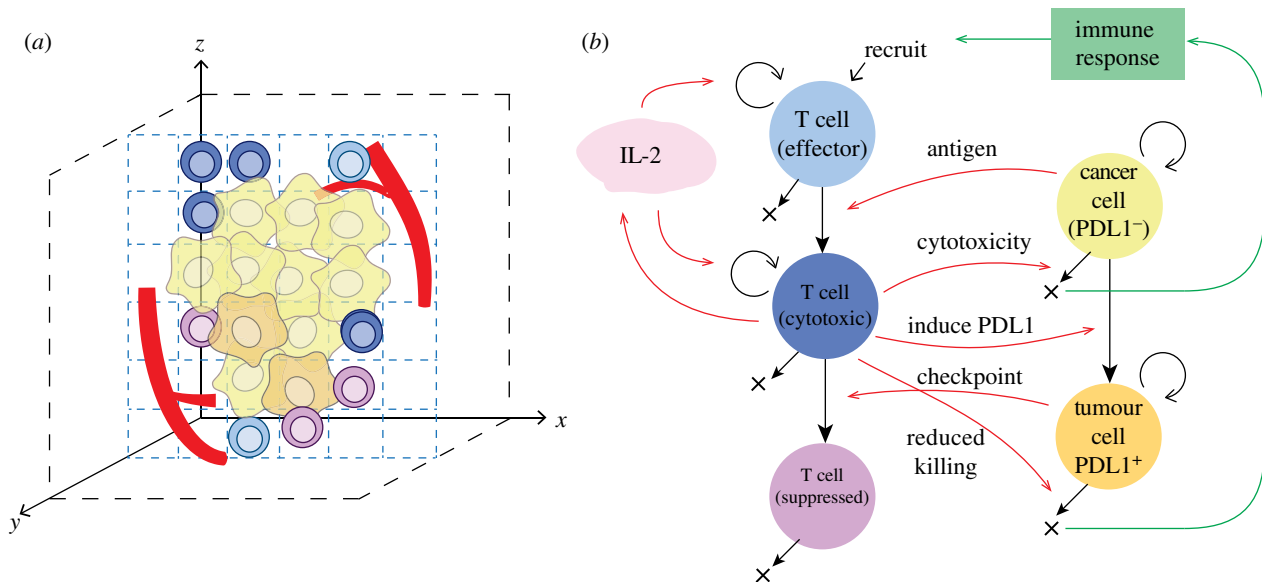 (a)
z
x
y
(b)
recruit
immune
response
T cell
(effector)
IL-2
antigen
cancer
cell
(PDL1⁻)
cytotoxicity
T cell
(cytotoxic)
induce PDL1
checkpoint
tumour
cell
PDL1⁺
reduced
killing
T cell
(suppressed)